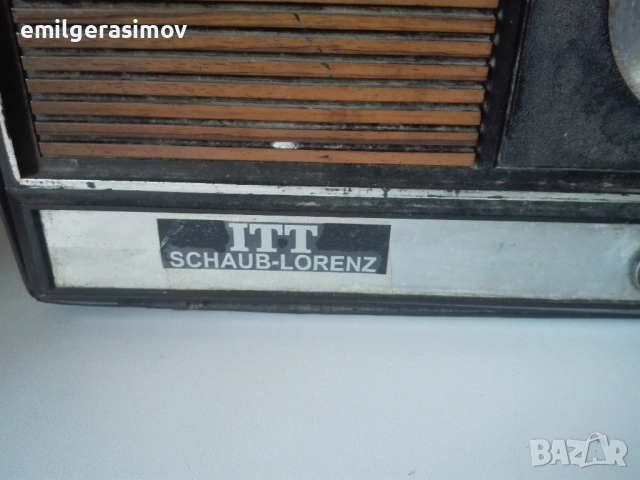 emilgerasimov
ITT
SCHAUB-LORENZ
BAZAR